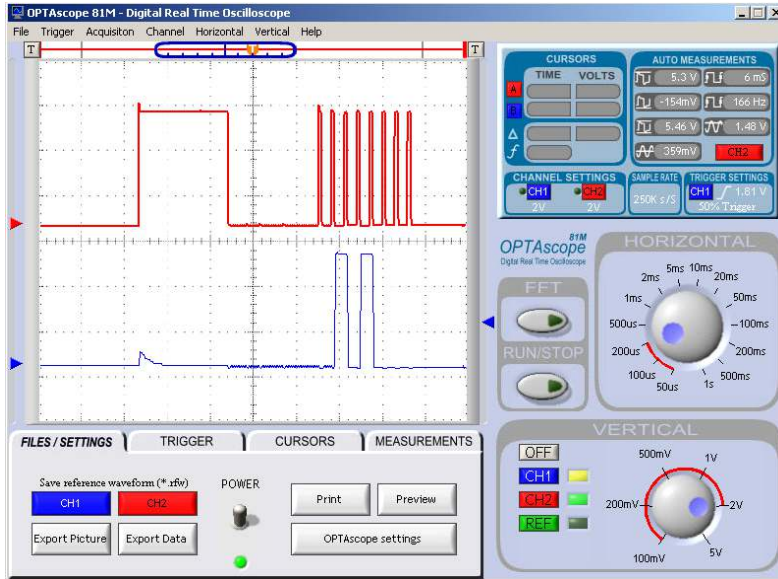 OPTAscope 81M - Digital Real Time Oscilloscope
File Trigger Acquisiton Channel Horizontal Vertical Help
T T T
CURSORS
TIME VOLTS
A
B
Δ
f
AUTO MEASUREMENTS
5.3 V 6 mS
-154mV 166 Hz
5.46 V 1.48 V
359mV CH2
CHANNEL SETTINGS
CH1 CH2
2V 2V
SAMPLE RATE
250K s/S
TRIGGER SETTINGS
CH1 1.81 V
50% Trigger
81M
OPTAscope
Digital Real Time Oscilloscope
FFT
RUN/STOP
HORIZONTAL
5ms 10ms
2ms 20ms
1ms 50ms
500us 100ms
200us 200ms
100us 500ms
50us 1s
VERTICAL
OFF
CH1
CH2
REF
500mV 1V
200mV 2V
100mV 5V
FILES / SETTINGS TRIGGER CURSORS MEASUREMENTS
Save reference waveform (*.rfw)
CH1 CH2
Export Picture Export Data
POWER
Print Preview
OPTAscope settings